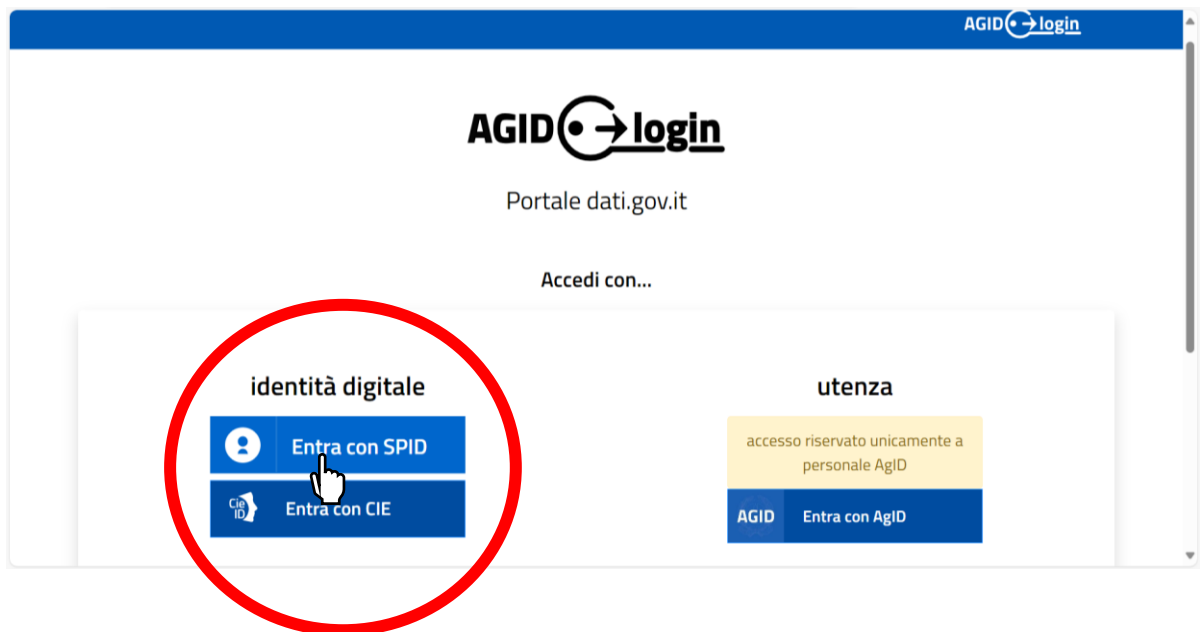 AGID login
AGID login
Portale dati.gov.it
Accedi con...
identità digitale
Entra con SPID
Cie ID Entra con CIE
utenza
accesso riservato unicamente a
personale AgID
AGID Entra con AgID